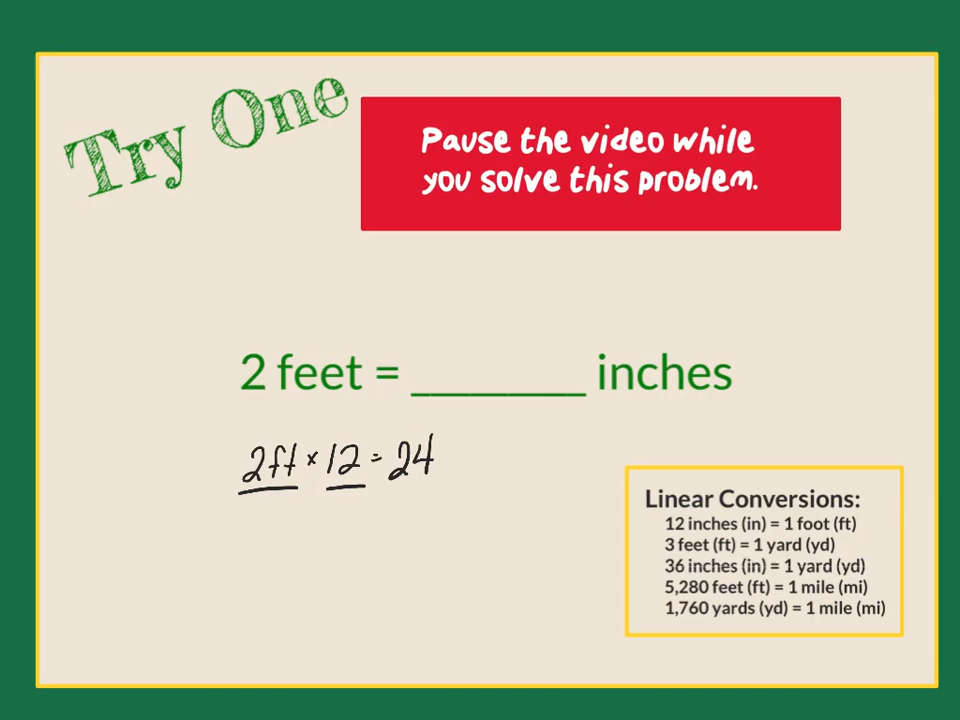 Try One
Pause the video while
you solve this problem.
2 feet = _______ inches
2ft × 12 = 24
Linear Conversions:
12 inches (in) = 1 foot (ft)
3 feet (ft) = 1 yard (yd)
36 inches (in) = 1 yard (yd)
5,280 feet (ft) = 1 mile (mi)
1,760 yards (yd) = 1 mile (mi)